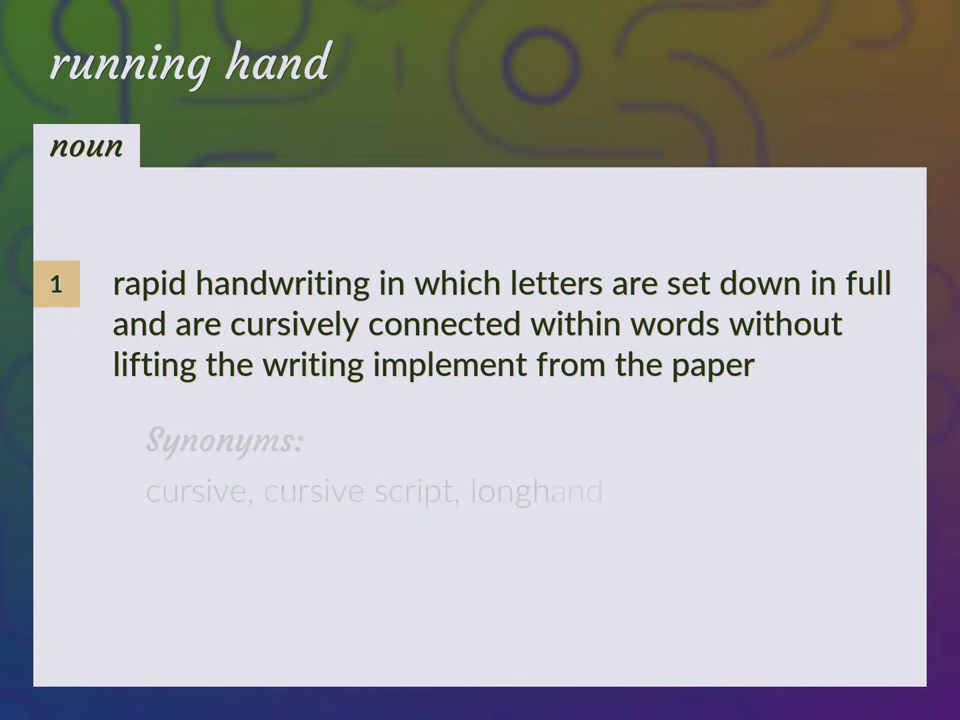 running hand
noun
1
rapid handwriting in which letters are set down in full
and are cursively connected within words without
lifting the writing implement from the paper
Synonyms:
cursive, cursive script, longhand